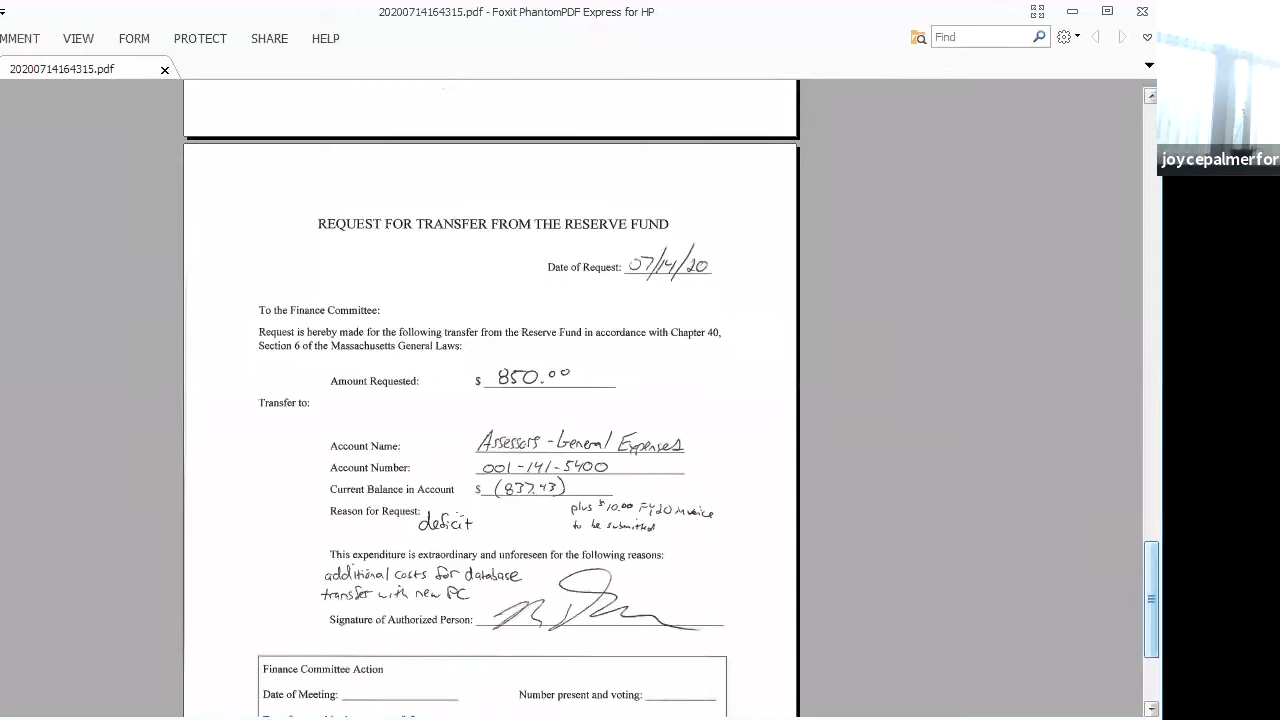 20200714164315.pdf - Foxit PhantomPDF Express for HP
MMENT VIEW FORM PROTECT SHARE HELP
Find
20200714164315.pdf
joycepalmerfor
REQUEST FOR TRANSFER FROM THE RESERVE FUND
Date of Request: 07/14/20
To the Finance Committee:
Request is hereby made for the following transfer from the Reserve Fund in accordance with Chapter 40,
Section 6 of the Massachusetts General Laws:
Amount Requested: $ 850.00
Transfer to:
Account Name: Assessors - General Expenses
Account Number: 001-141-5400
Current Balance in Account $ (837.43)
Reason for Request: deficit
plus $10.00 FY20 invoice
to be submitted
This expenditure is extraordinary and unforeseen for the following reasons:
additional costs for database
transfer with new PC
Signature of Authorized Person:
Finance Committee Action
Date of Meeting: Number present and voting: